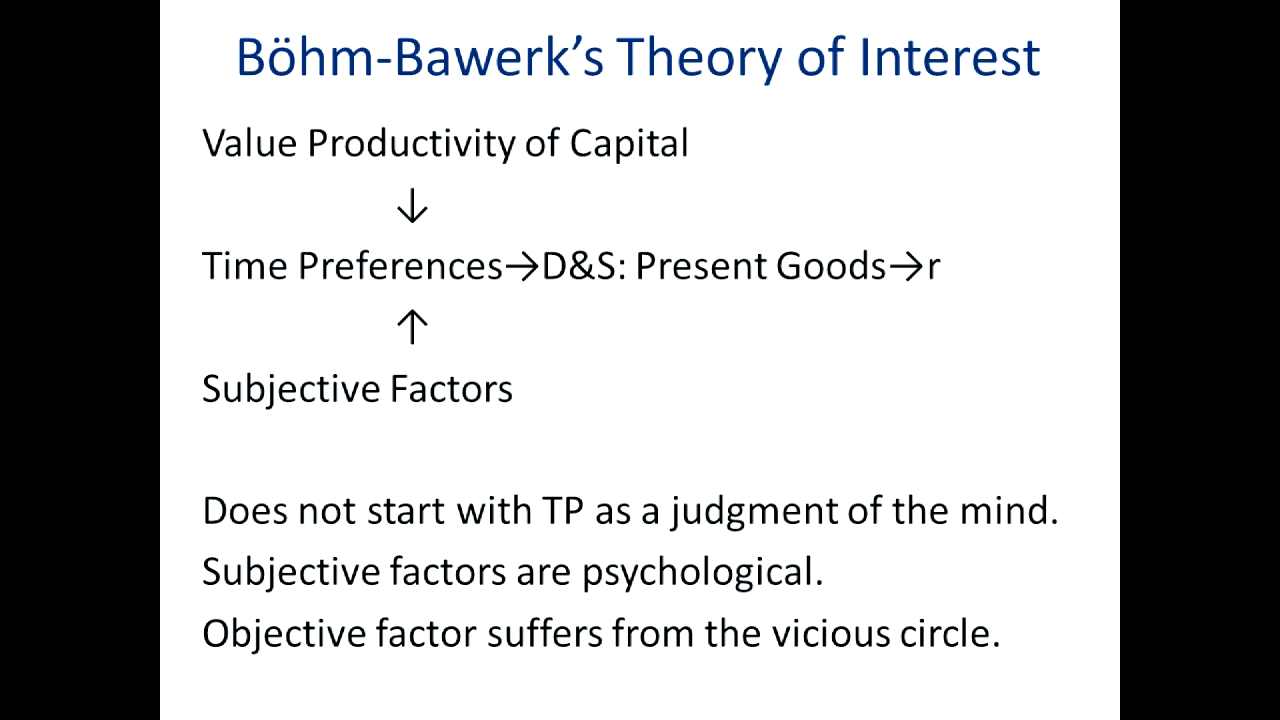 Böhm-Bawerk’s Theory of Interest
Value Productivity of Capital
↓
Time Preferences→D&S: Present Goods→r
↑
Subjective Factors
Does not start with TP as a judgment of the mind.
Subjective factors are psychological.
Objective factor suffers from the vicious circle.